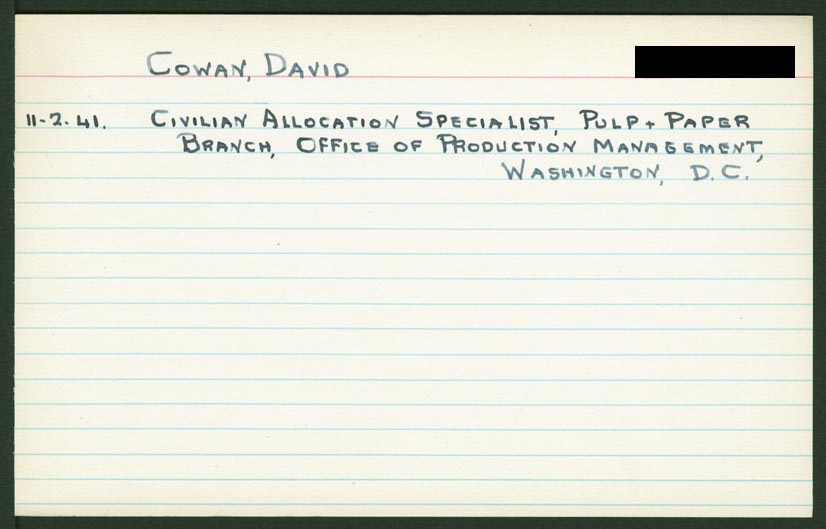 COWAN, DAVID
11-2-41. CIVILIAN ALLOCATION SPECIALIST, PULP + PAPER
BRANCH, OFFICE OF PRODUCTION MANAGEMENT,
WASHINGTON, D.C.